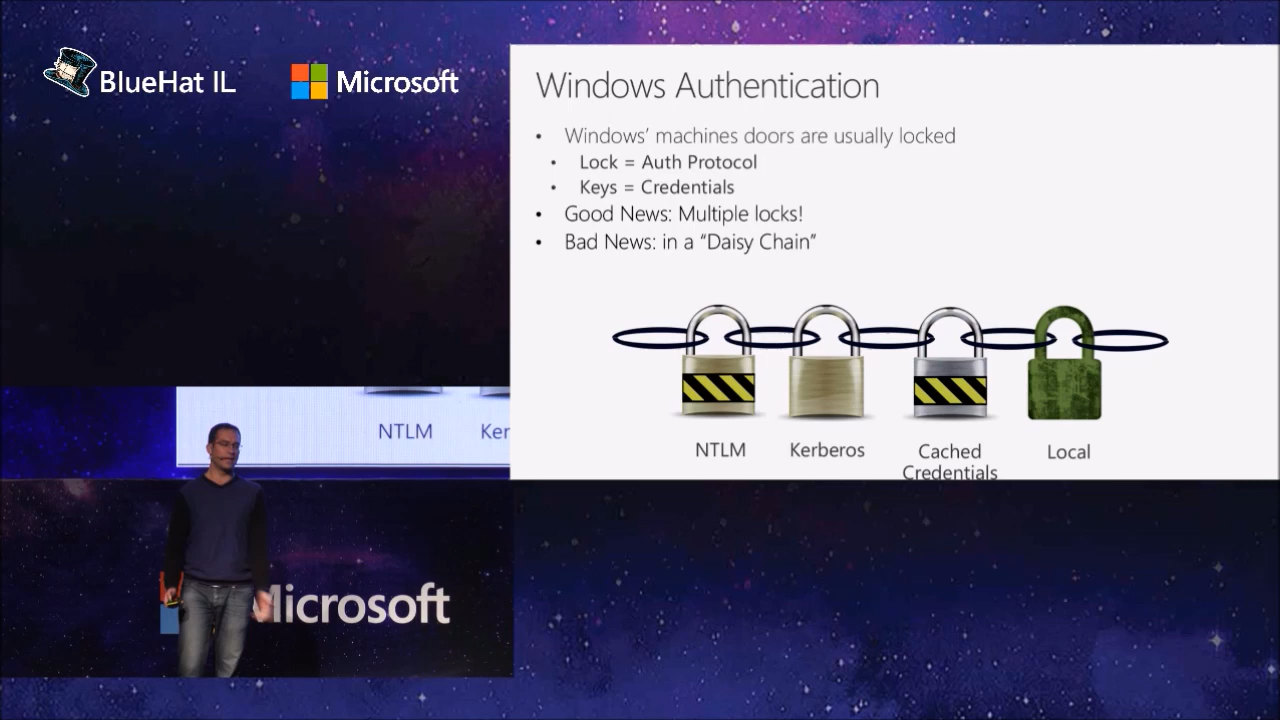 BlueHat IL
Microsoft
Windows Authentication
• Windows’ machines doors are usually locked
• Lock = Auth Protocol
• Keys = Credentials
• Good News: Multiple locks!
• Bad News: in a “Daisy Chain”
NTLM
Kerberos
Cached
Credentials
Local
NTLM
Ker
Microsoft